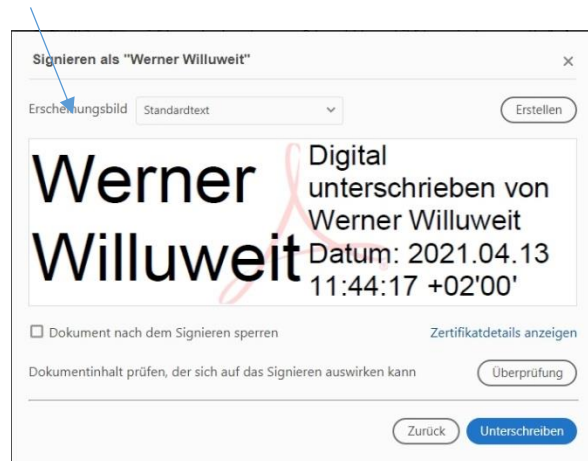 Signieren als "Werner Willuweit"
Erscheinungsbild Standardtext Erstellen
Werner
Willuweit
Digital
unterschrieben von
Werner Willuweit
Datum: 2021.04.13
11:44:17 +02'00'
Dokument nach dem Signieren sperren Zertifikatdetails anzeigen
Dokumentinhalt prüfen, der sich auf das Signieren auswirken kann Überprüfung
Zurück Unterschreiben